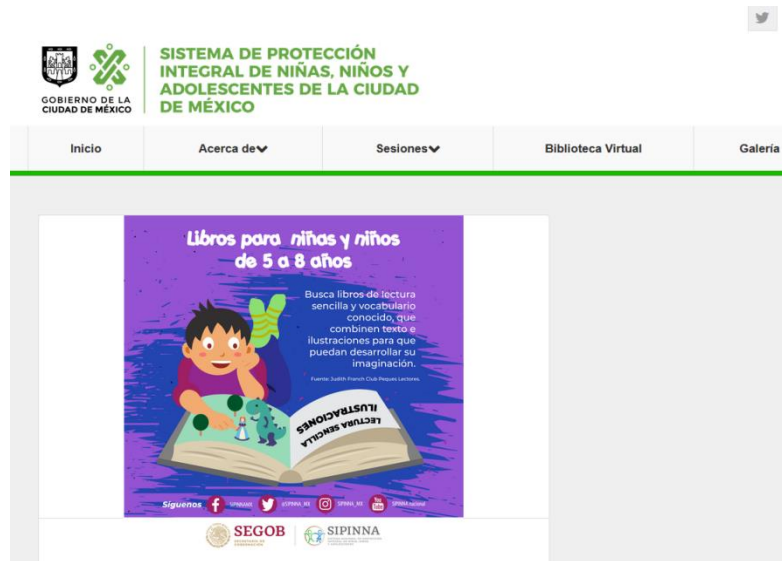 SISTEMA DE PROTECCIÓN
INTEGRAL DE NIÑAS, NIÑOS Y
ADOLESCENTES DE LA CIUDAD
DE MÉXICO
GOBIERNO DE LA
CIUDAD DE MÉXICO
Inicio
Acerca de
Sesiones
Biblioteca Virtual
Galería
Libros para niñas y niños
de 5 a 8 años
Busca libros de lectura
sencilla y vocabulario
conocido, que
combinen texto e
ilustraciones para que
puedan desarrollar su
imaginación.
Fuente: Judith Franch Club Peques Lectores.
LECTURA SENCILLA
ILUSTRACIONES
Síguenos
SIPINNA_MX
You
Tube
SEGOB
SIPINNA